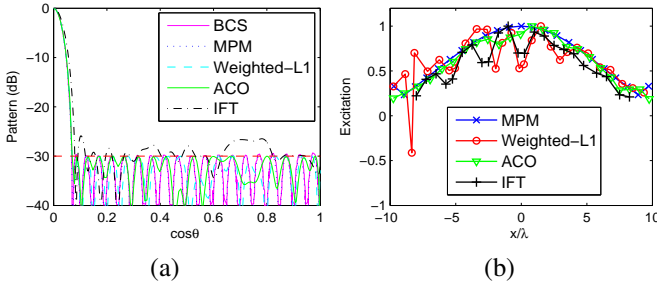 0
−10
−20
−30
−40
Pattern (dB)
0
0.2
0.4
0.6
0.8
1
cosθ
BCS
MPM
Weighted−L1
ACO
IFT
(a)
1
0.5
0
−0.5
1
Excitation
−10
−5
0
5
10
x/λ
MPM
Weighted−L1
ACO
IFT
(b)